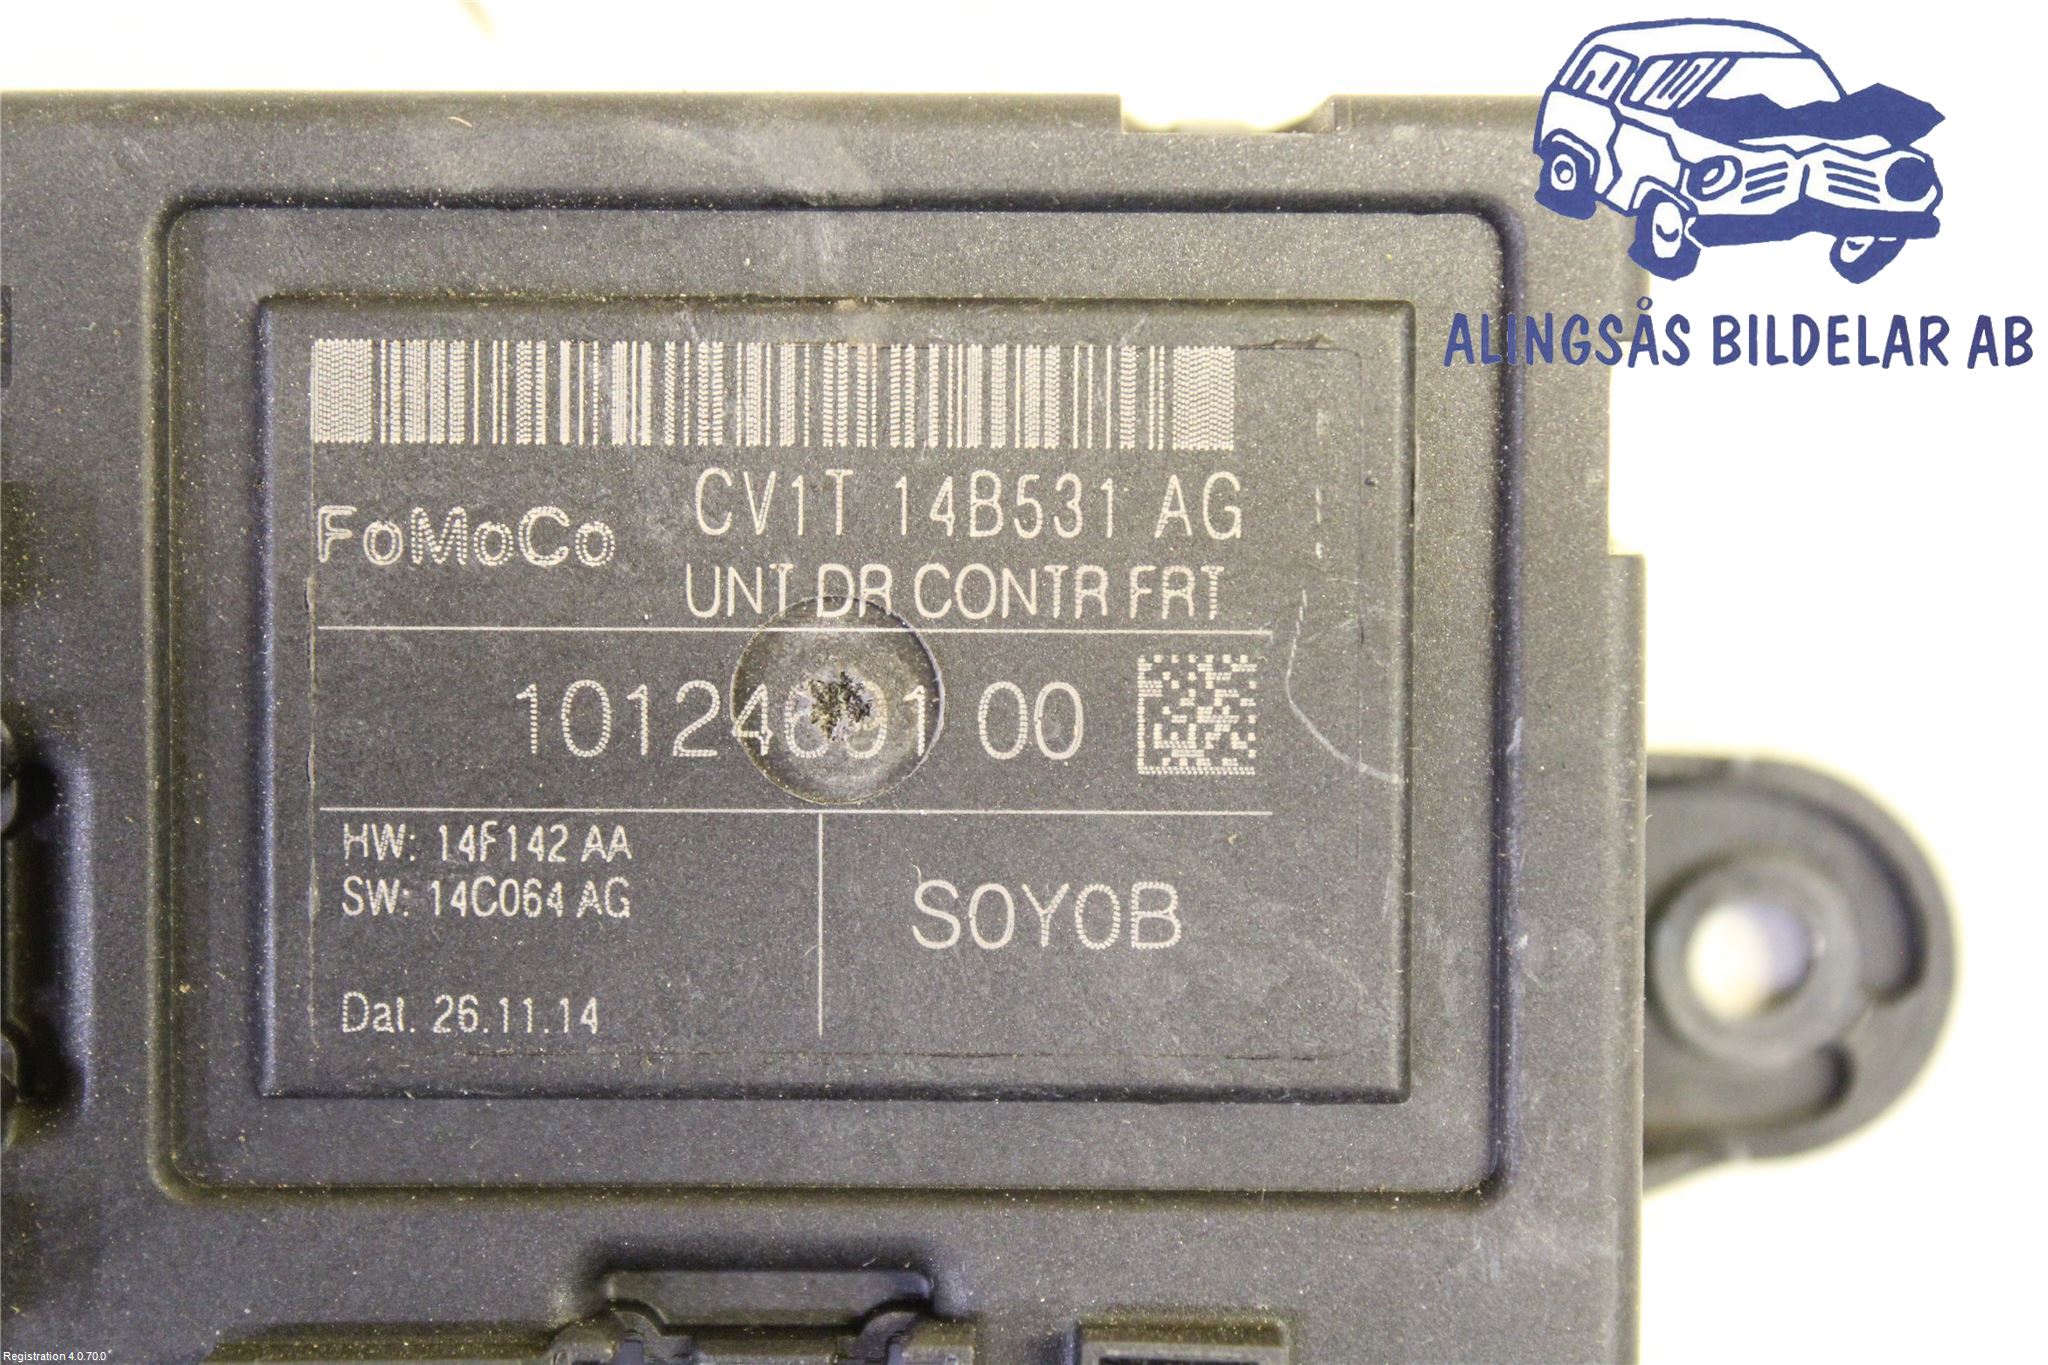 ALINGSÅS BILDELAR AB
CV1T 14B531 AG
FoMoCo
UNT DR CONTR FRT
00
HW: 14F142 AA
SW: 14C064 AG
S0Y0B
Dat. 26.11.14
Registration 4.0.70.0